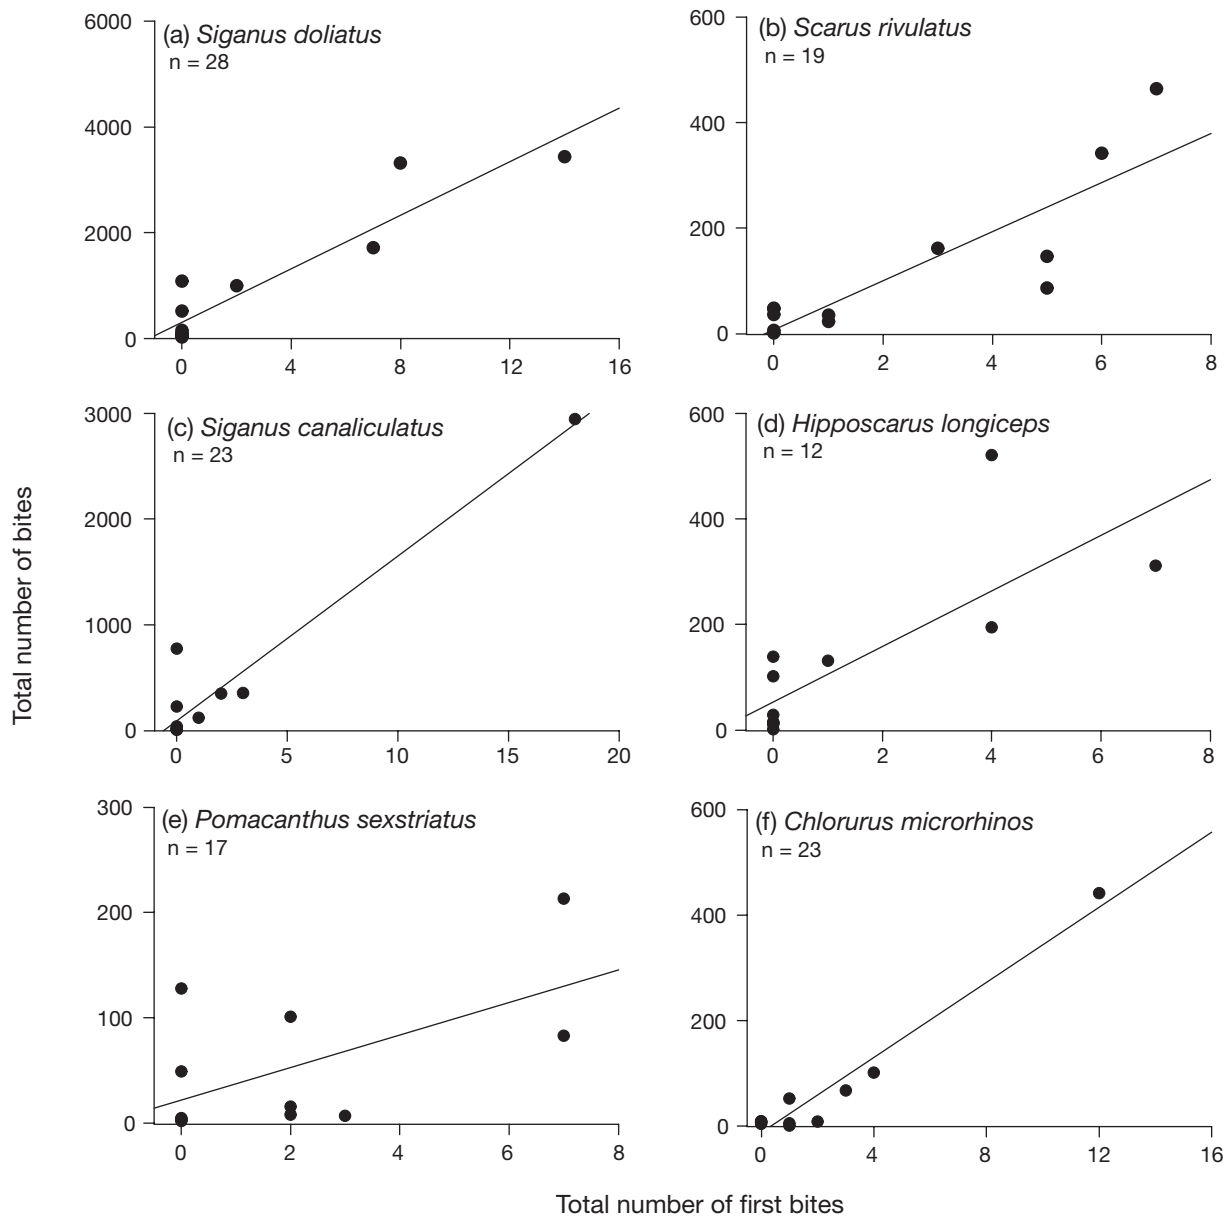 (a) Siganus doliatus
n = 28
6000
4000
2000
0
0 4 8 12 16
(b) Scarus rivulatus
n = 19
600
400
200
0
0 2 4 6 8
(c) Siganus canaliculatus
n = 23
3000
2000
1000
0
0 5 10 15 20
(d) Hipposcarus longiceps
n = 12
600
400
200
0
0 2 4 6 8
(e) Pomacanthus sexstriatus
n = 17
300
200
100
0
0 2 4 6 8
(f) Chlorurus microrhinos
n = 23
600
400
200
0
0 4 8 12 16
Total number of bites
Total number of first bites